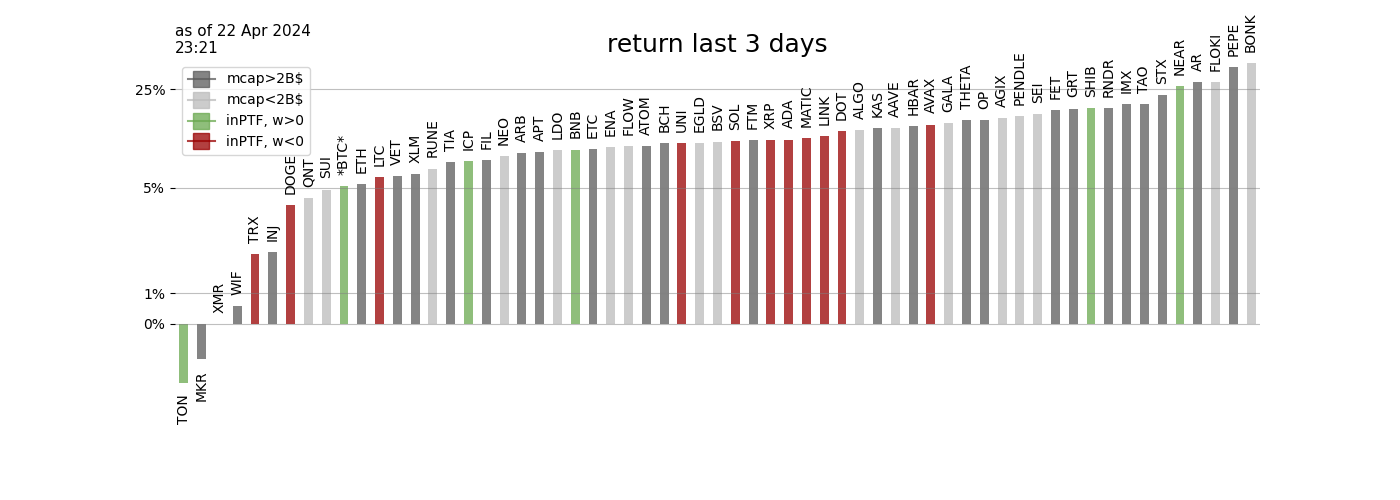 as of 22 Apr 2024
23:21
return last 3 days
mcap>2B$
mcap<2B$
inPTF, w>0
inPTF, w<0
25%
5%
1%
0%
TON
MKR
XMR
WIF
TRX
INJ
DOGE
QNT
SUI
*BTC*
ETH
LTC
VET
XLM
RUNE
TIA
ICP
FIL
NEO
ARB
APT
LDO
BNB
ETC
ENA
FLOW
ATOM
BCH
UNI
EGLD
BSV
SOL
FTM
XRP
ADA
MATIC
LINK
DOT
ALGO
KAS
AAVE
HBAR
AVAX
GALA
THETA
OP
AGIX
PENDLE
SEI
FET
GRT
SHIB
RNDR
IMX
TAO
STX
NEAR
AR
FLOKI
PEPE
BONK